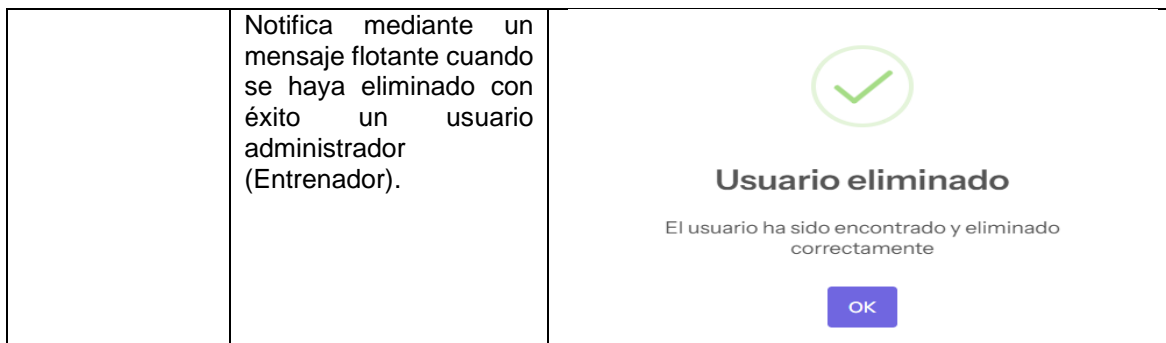 Notifica mediante un
mensaje flotante cuando
se haya eliminado con
éxito un usuario
administrador
(Entrenador).
Usuario eliminado
El usuario ha sido encontrado y eliminado
correctamente
OK